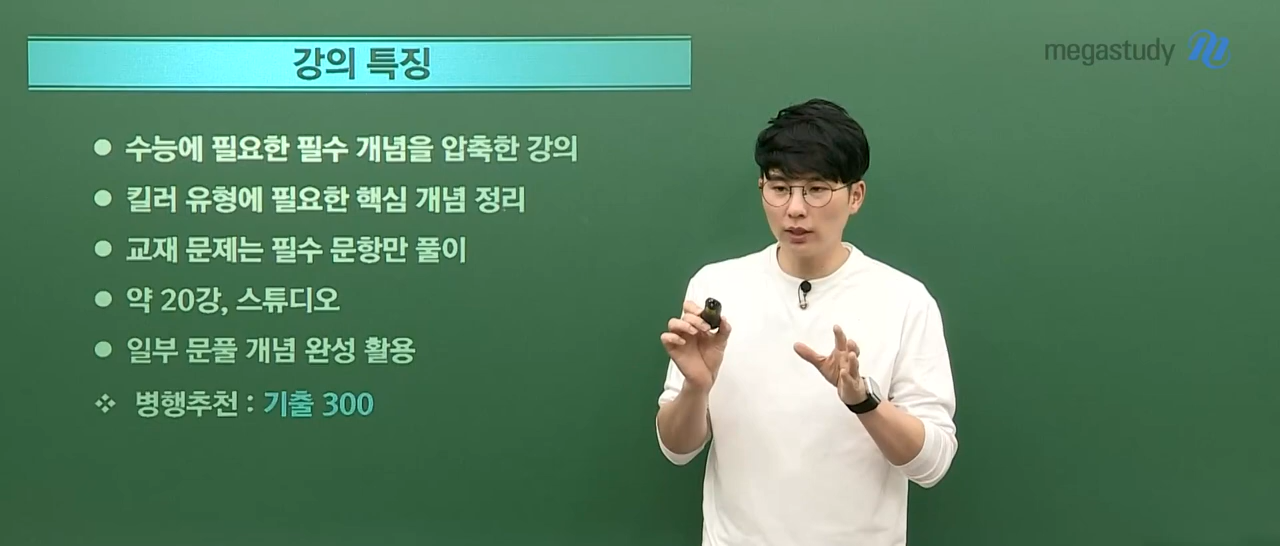 강의 특징
megastudy
수능에 필요한 필수 개념을 압축한 강의
킬러 유형에 필요한 핵심 개념 정리
교재 문제는 필수 문항만 풀이
약 20강, 스튜디오
일부 문풀 개념 완성 활용
병행추천 : 기출 300